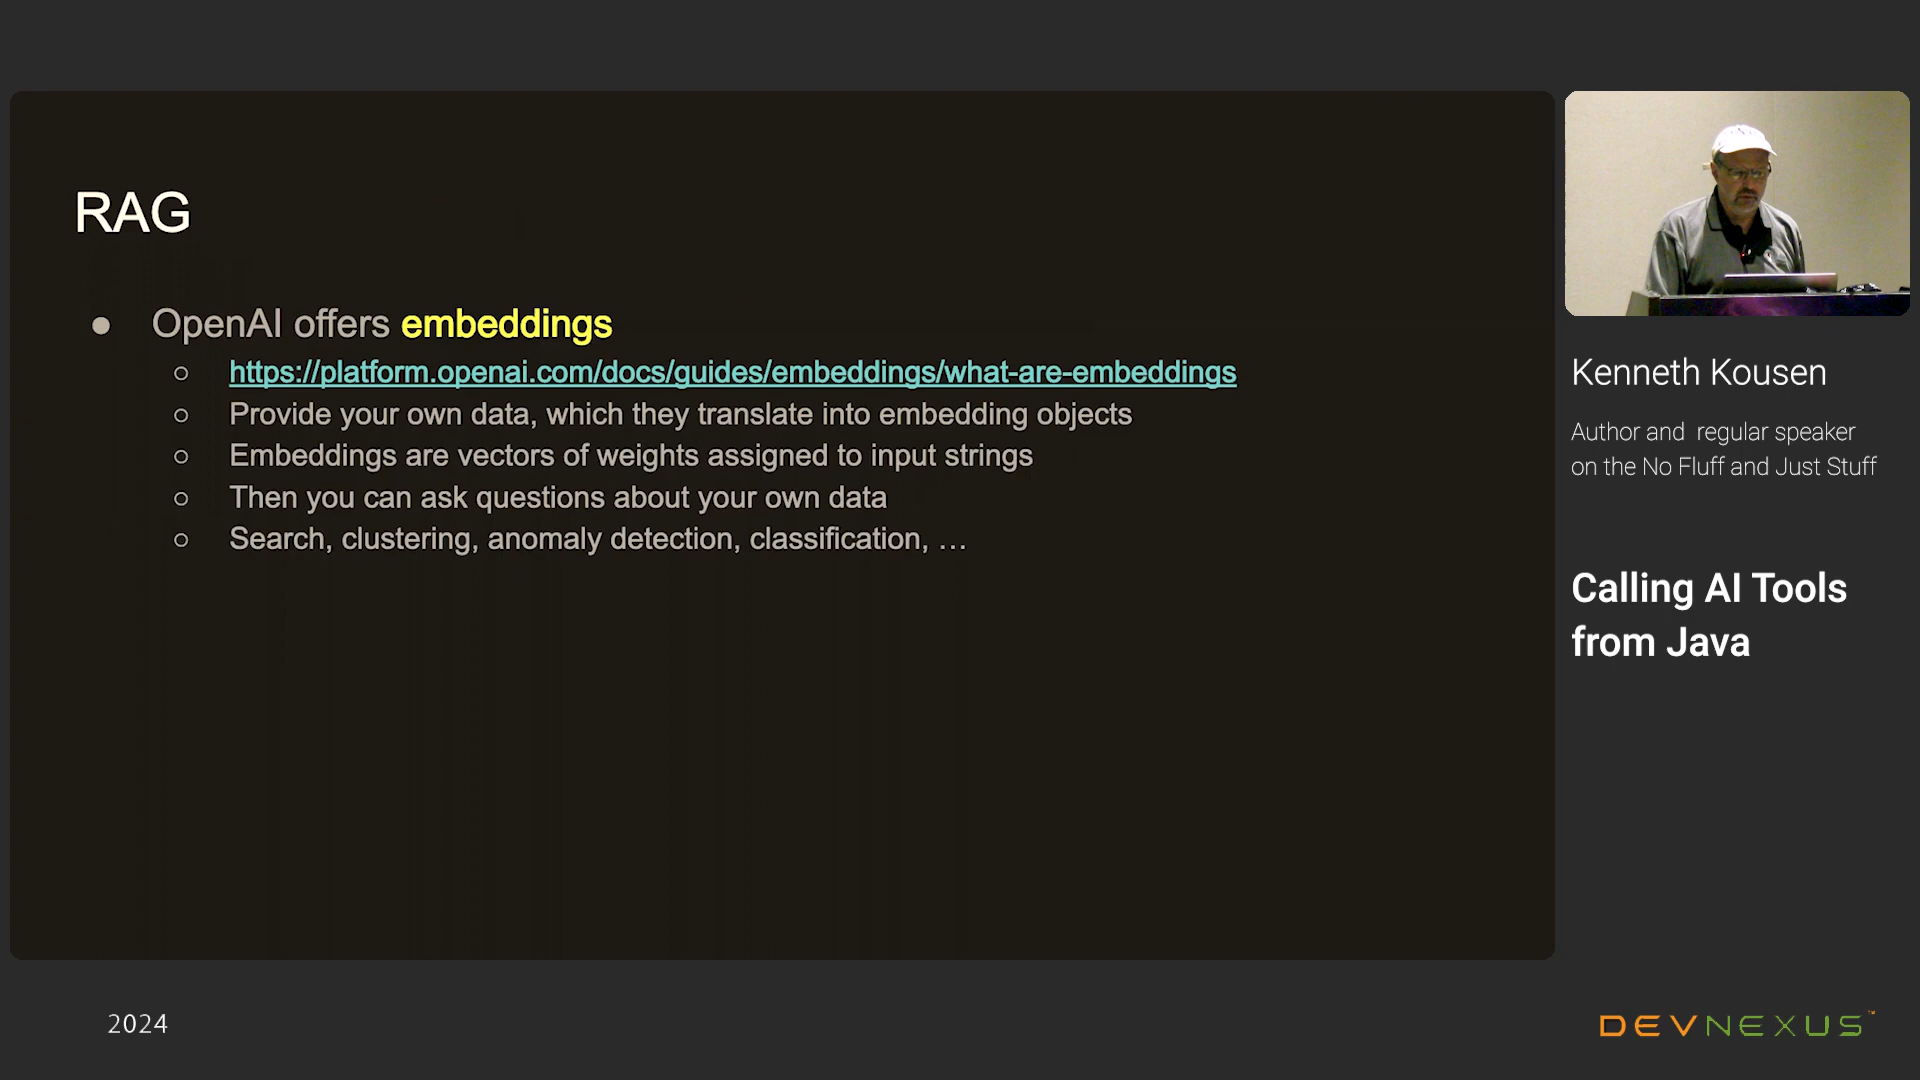 RAG
● OpenAI offers embeddings
○ https://platform.openai.com/docs/guides/embeddings/what-are-embeddings
○ Provide your own data, which they translate into embedding objects
○ Embeddings are vectors of weights assigned to input strings
○ Then you can ask questions about your own data
○ Search, clustering, anomaly detection, classification, …
Kenneth Kousen
Author and regular speaker
on the No Fluff and Just Stuff
Calling AI Tools
from Java
2024
DEVNEXUS™